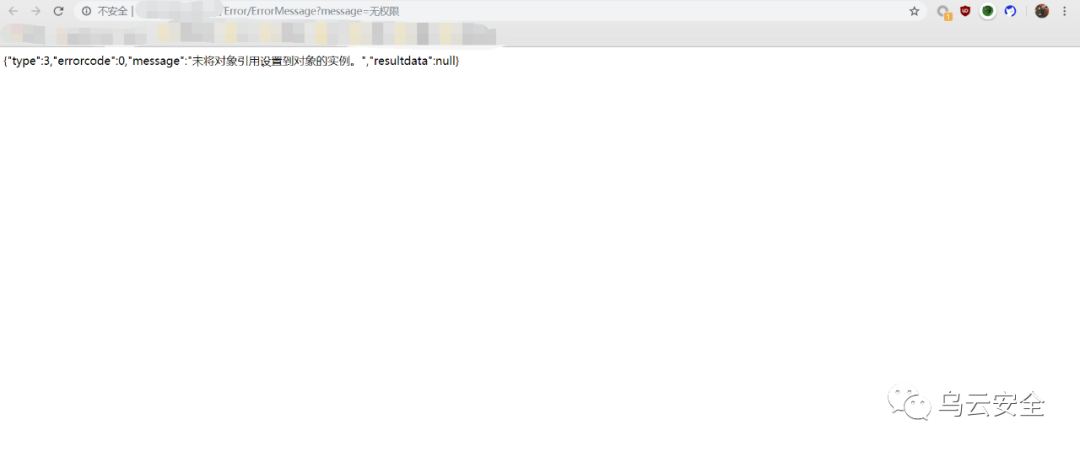 不安全 | /Error/ErrorMessage?message=无权限
1
{"type":3,"errorcode":0,"message":"未将对象引用设置到对象的实例。","resultdata":null}
乌云安全